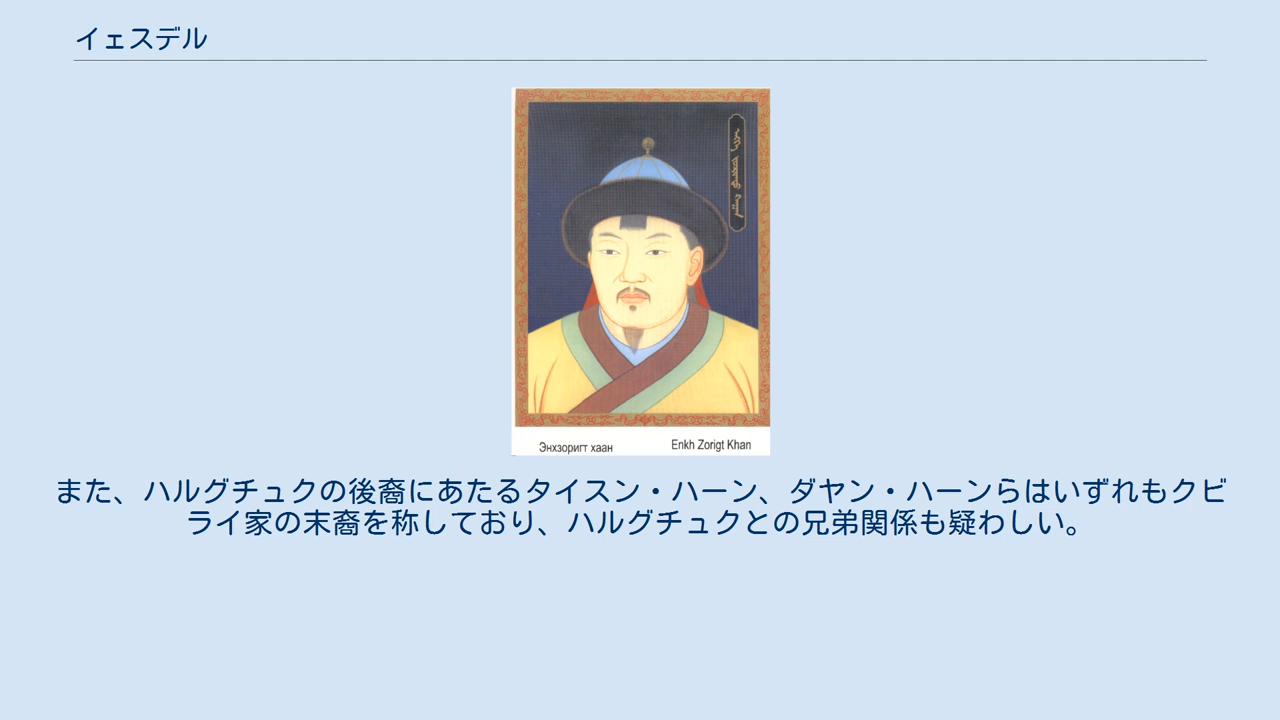 イェスデル
Энхзоригт хаан
Enkh Zorigt Khan
また、ハルグチュクの後裔にあたるタイスン・ハーン、ダヤン・ハーンらはいずれもクビ
ライ家の末裔を称しており、ハルグチュクとの兄弟関係も疑わしい。